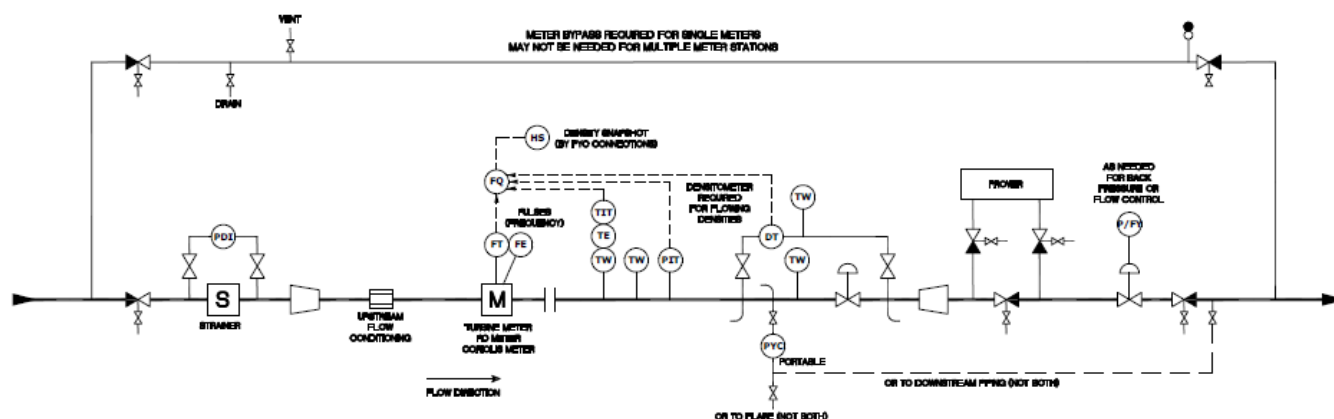 VENT
METER BYPASS REQUIRED FOR SINGLE METERS
MAY NOT BE NEEDED FOR MULTIPLE METER STATIONS
DRAIN
HS
DENSITY SNAPSHOT
(BY PYC CONNECTIONS)
FQ
PULSES
(FREQUENCY)
DENSITOMETER
REQUIRED
FOR FLOWING
DENSITIES
TW
AS NEEDED
FOR BACK
PRESSURE OR
FLOW CONTROL
PROVER
P/FY
TIT
TE
TW
PDI
FT
FE
TW
PIT
DT
TW
S
STRAINER
UPSTREAM
FLOW
CONDITIONING
M
TURBINE METER
PD METER
CORIOLIS METER
PYC
PORTABLE
FLOW DIRECTION
OR TO DOWNSTREAM PIPING (NOT BOTH)
OR TO FLARE (NOT BOTH)